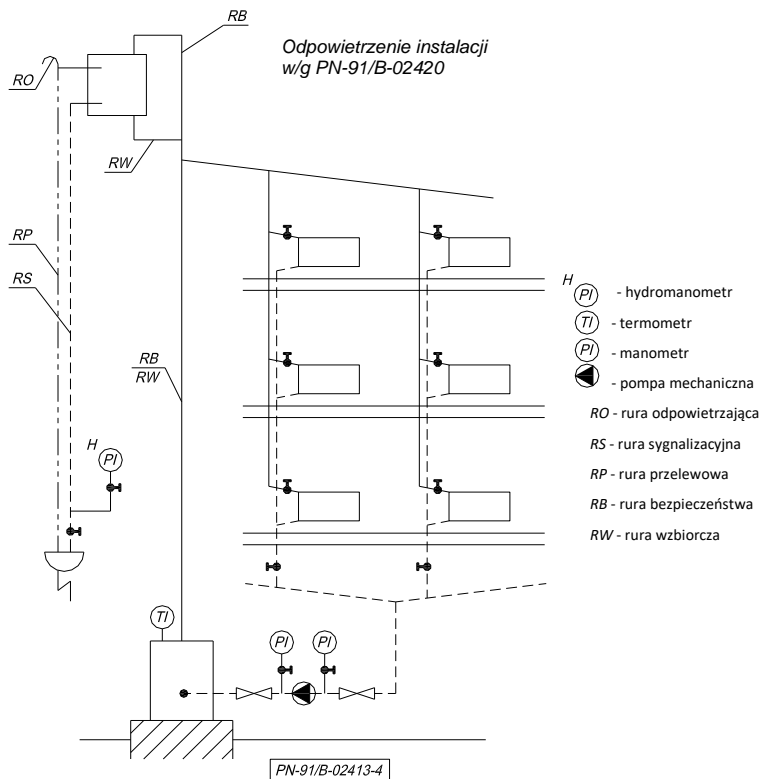 RB
Odpowietrzenie instalacji
w/g PN-91/B-02420
RO
RW
RP
RS
RB
RW
H
PI
TI
PI
PI
H
PI - hydromanometr
TI - termometr
PI - manometr
- pompa mechaniczna
RO - rura odpowietrzająca
RS - rura sygnalizacyjna
RP - rura przelewowa
RB - rura bezpieczeństwa
RW - rura wzbiorcza
PN-91/B-02413-4